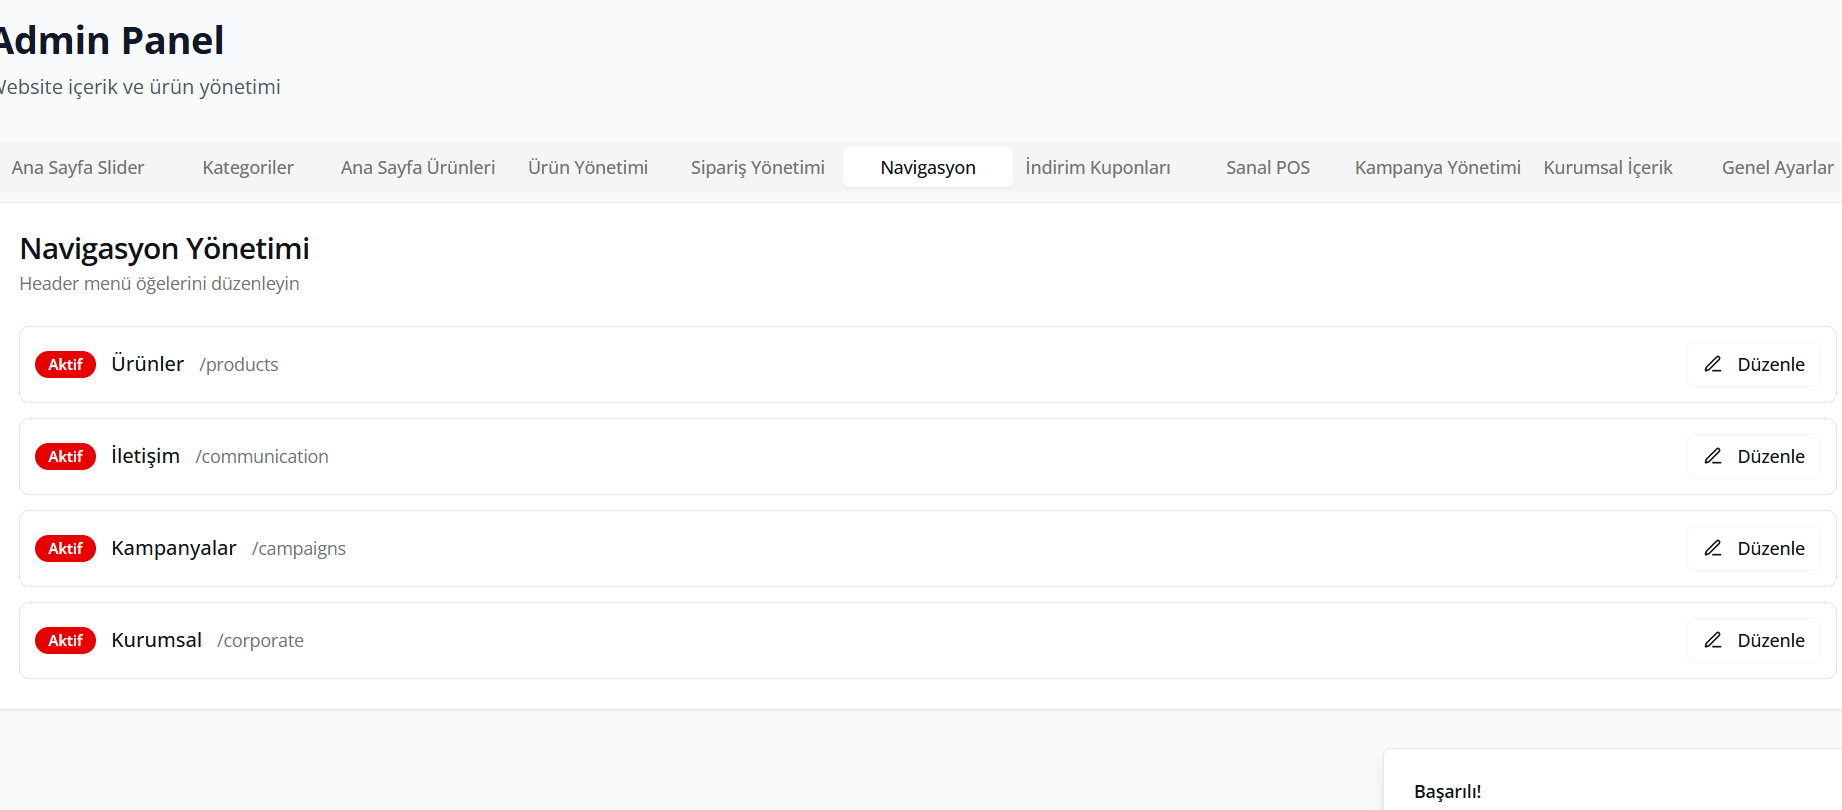 Admin Panel
Website içerik ve ürün yönetimi
Ana Sayfa Slider Kategoriler Ana Sayfa Ürünleri Ürün Yönetimi Sipariş Yönetimi Navigasyon İndirim Kuponları Sanal POS Kampanya Yönetimi Kurumsal İçerik Genel Ayarlar
Navigasyon Yönetimi
Header menü öğelerini düzenleyin
Aktif Ürünler /products Düzenle
Aktif İletişim /communication Düzenle
Aktif Kampanyalar /campaigns Düzenle
Aktif Kurumsal /corporate Düzenle
Başarılı!